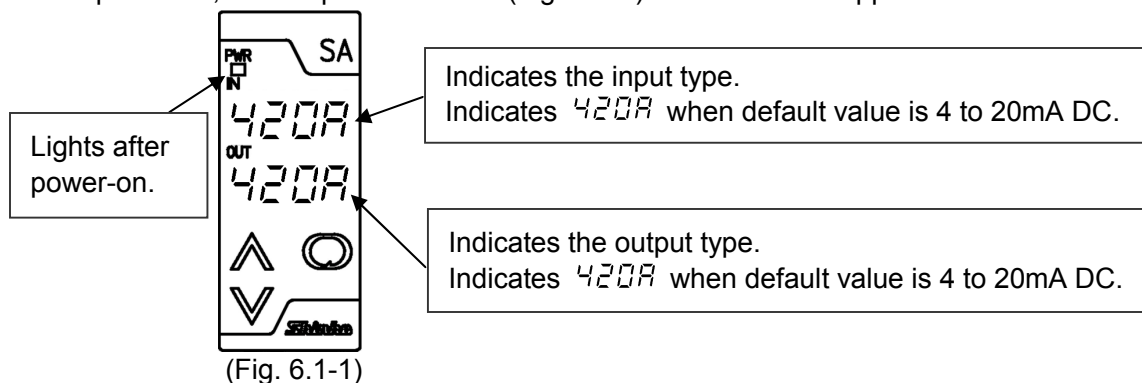 PWR
SA
IN
420A
OUT
420A
Lights after
power-on.
Indicates the input type.
Indicates 420A when default value is 4 to 20mA DC.
Indicates the output type.
Indicates 420A when default value is 4 to 20mA DC.
(Fig. 6.1-1)